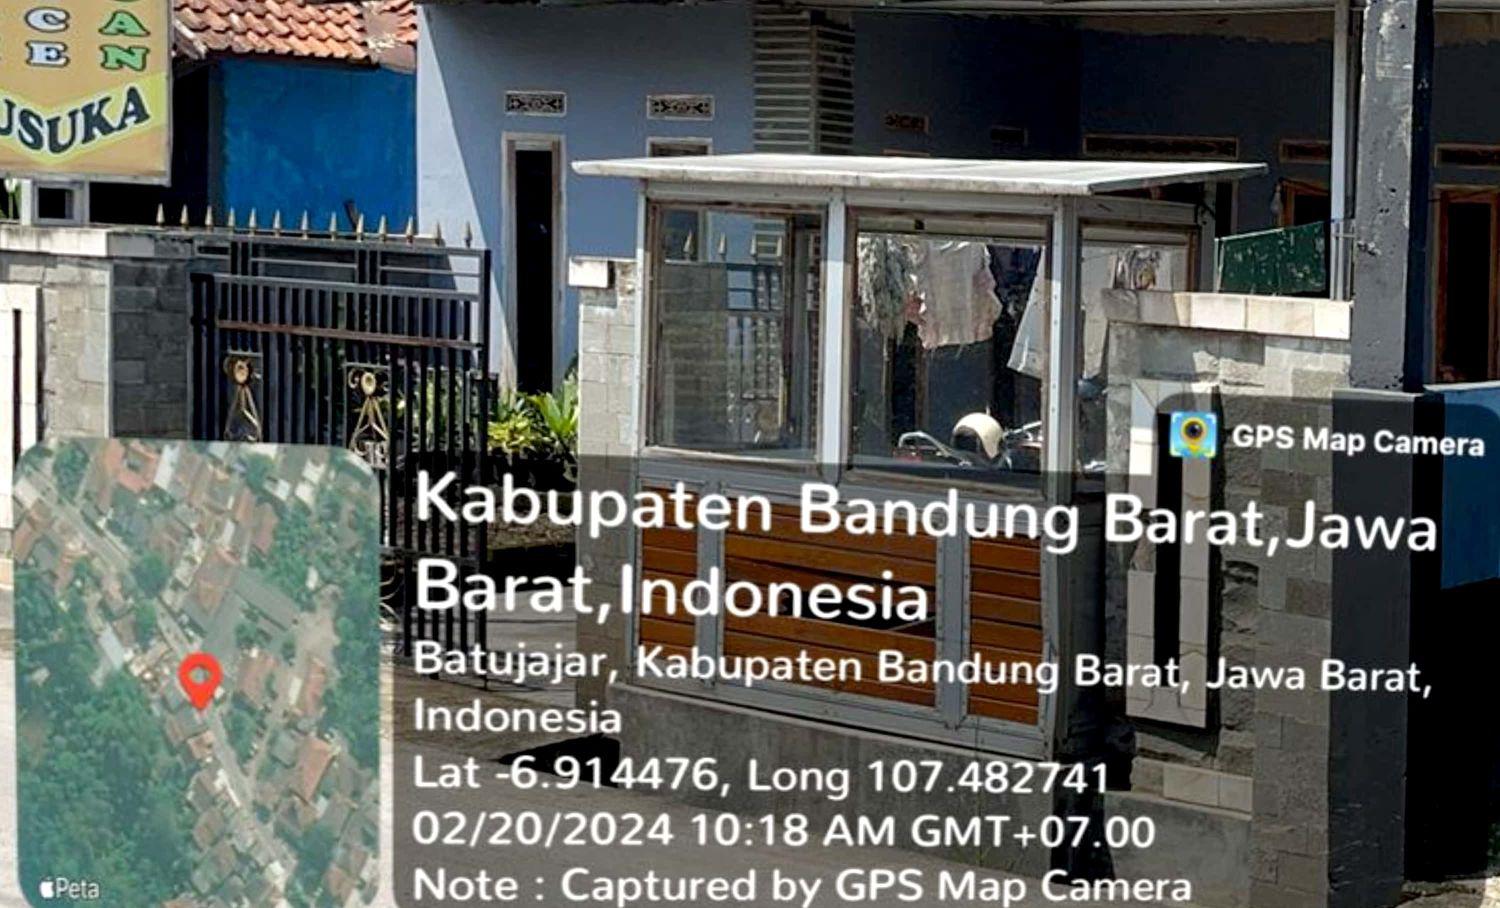 C AN
E N
USUKA
GPS Map Camera
Kabupaten Bandung Barat,Jawa
Barat,Indonesia
Batujajar, Kabupaten Bandung Barat, Jawa Barat,
Indonesia
Lat -6.914476, Long 107.482741
02/20/2024 10:18 AM GMT+07.00
Note : Captured by GPS Map Camera
Peta